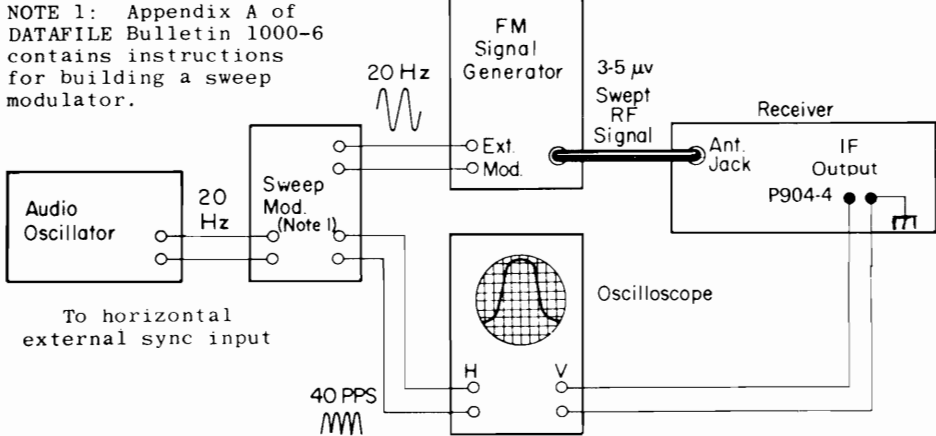 NOTE 1: Appendix A of
DATAFILE Bulletin 1000-6
contains instructions
for building a sweep
modulator.
FM
Signal
Generator
Ext.
Mod.
20 Hz
3-5 μv
Swept
RF
Signal
Receiver
Ant.
Jack
IF
Output
P904-4
Audio
Oscillator
20
Hz
Sweep
Mod.
(Note 1)
Oscilloscope
H
V
To horizontal
external sync input
40 PPS